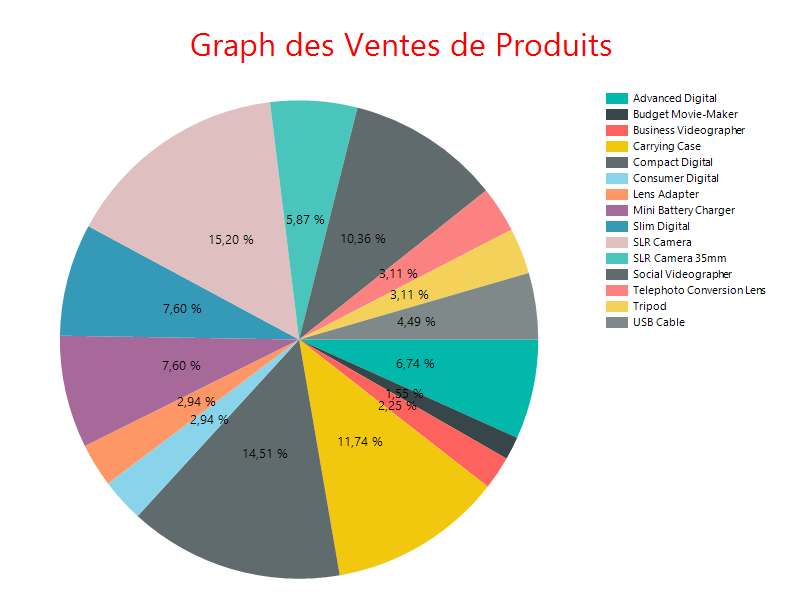 Graph des Ventes de Produits
Advanced Digital
Budget Movie-Maker
Business Videographer
Carrying Case
Compact Digital
Consumer Digital
Lens Adapter
Mini Battery Charger
Slim Digital
SLR Camera
SLR Camera 35mm
Social Videographer
Telephoto Conversion Lens
Tripod
USB Cable
5,87 %
15,20 %
10,36 %
3,11 %
3,11 %
7,60 %
4,49 %
6,74 %
7,60 %
1,55 %
2,94 %
2,25 %
2,94 %
11,74 %
14,51 %